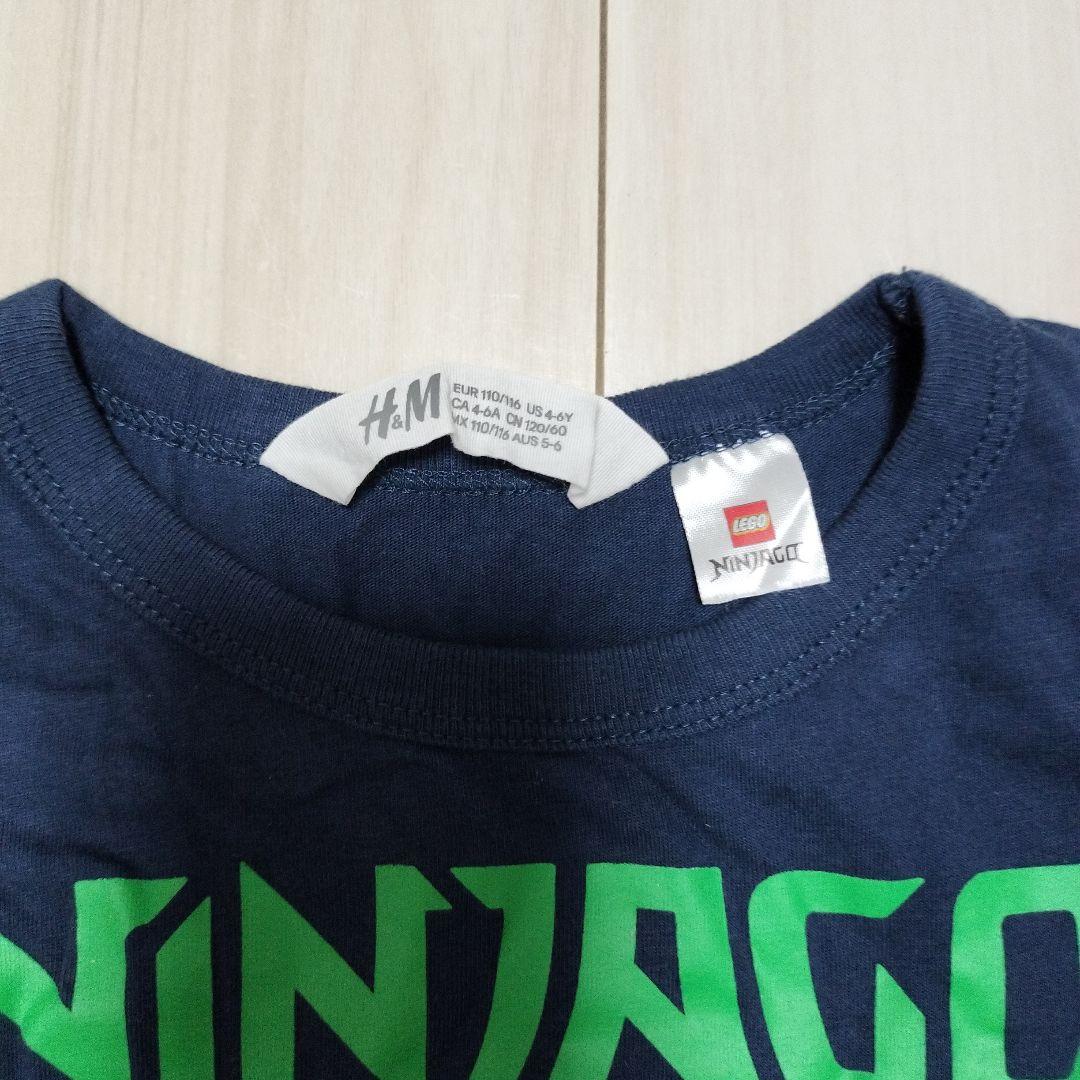 H&M
EUR 110/116 US 4-6Y
CA 4-6A CN 120/60
MX 110/116 AUS 5-6
LEGO
NINJAGO
NINJAGO